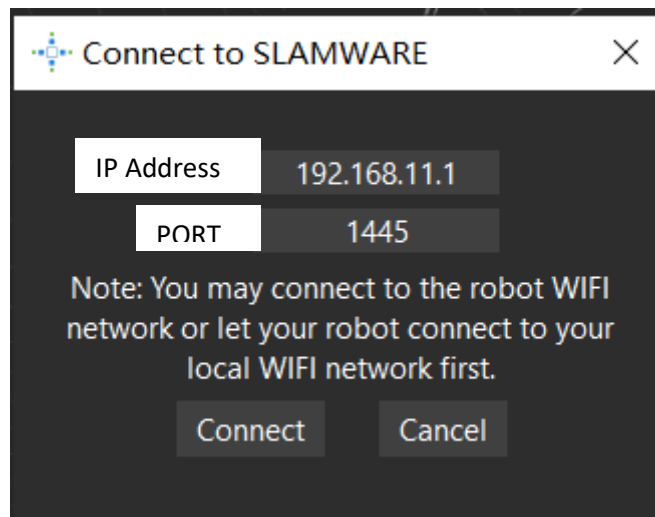 Connect to SLAMWARE
IP Address 192.168.11.1
PORT 1445
Note: You may connect to the robot WIFI
network or let your robot connect to your
local WIFI network first.
Connect Cancel